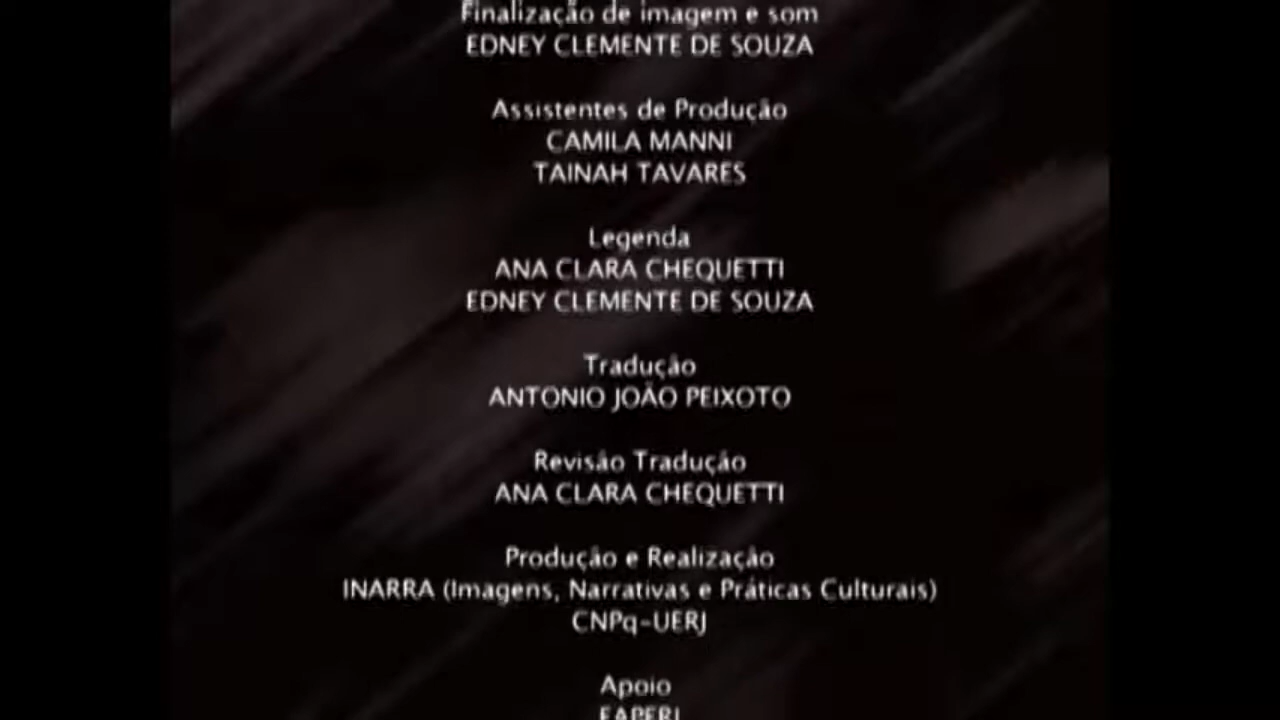 Finalização de imagem e som
EDNEY CLEMENTE DE SOUZA
Assistentes de Produção
CAMILA MANNI
TAINAH TAVARES
Legenda
ANA CLARA CHEQUETTI
EDNEY CLEMENTE DE SOUZA
Tradução
ANTONIO JOÃO PEIXOTO
Revisão Tradução
ANA CLARA CHEQUETTI
Produção e Realização
INARRA (Imagens, Narrativas e Práticas Culturais)
CNPq-UERJ
Apoio
FAPERJ